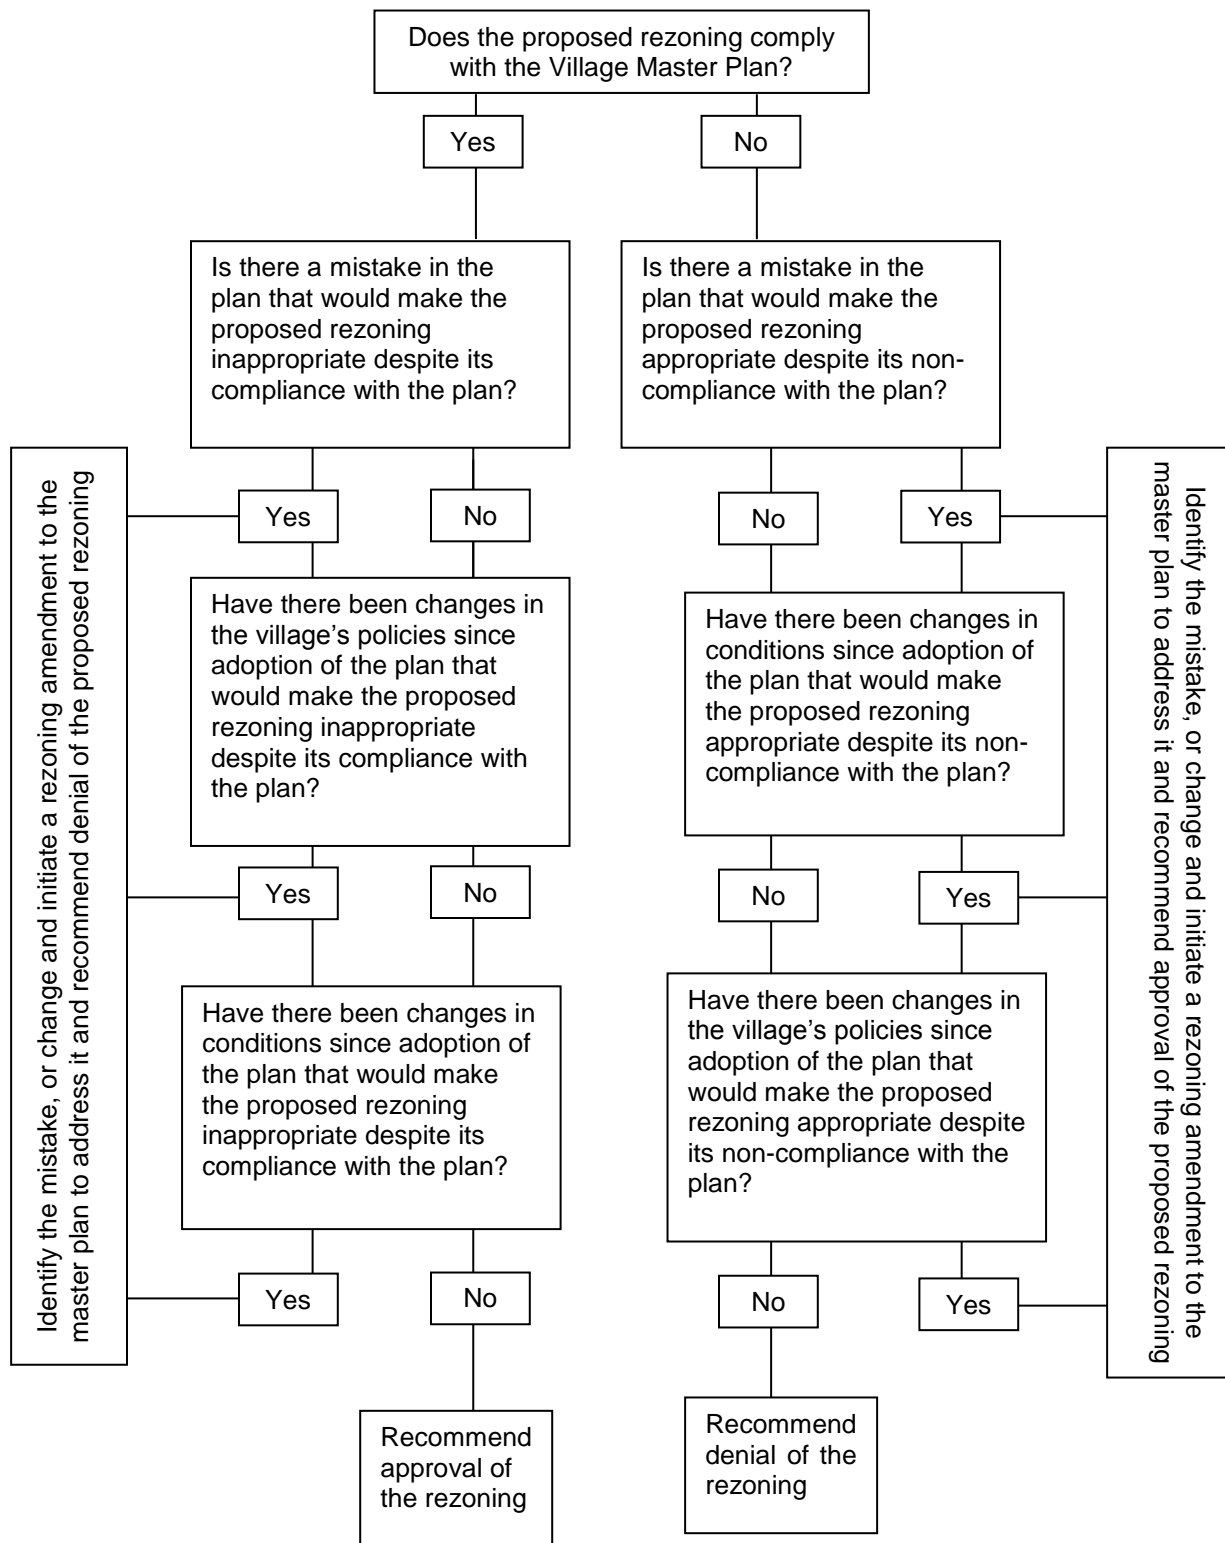 Does the proposed rezoning comply
with the Village Master Plan?
Yes
No
Is there a mistake in the
plan that would make the
proposed rezoning
inappropriate despite its
compliance with the plan?
Is there a mistake in the
plan that would make the
proposed rezoning
appropriate despite its non-
compliance with the plan?
Identify the mistake, or change and initiate a rezoning amendment to the
master plan to address it and recommend denial of the proposed rezoning
Yes
No
No
Yes
Identify the mistake, or change and initiate a rezoning amendment to the
master plan to address it and recommend approval of the proposed rezoning
Have there been changes in
the village's policies since
adoption of the plan that
would make the proposed
rezoning inappropriate
despite its compliance with
the plan?
Have there been changes in
conditions since adoption of
the plan that would make
the proposed rezoning
appropriate despite its non-
compliance with the plan?
Yes
No
No
Yes
Have there been changes in
conditions since adoption of
the plan that would make
the proposed rezoning
inappropriate despite its
compliance with the plan?
Have there been changes in
the village's policies since
adoption of the plan that
would make the proposed
rezoning appropriate despite
its non-compliance with the
plan?
Yes
No
No
Yes
Recommend
approval of
the rezoning
Recommend
denial of the
rezoning